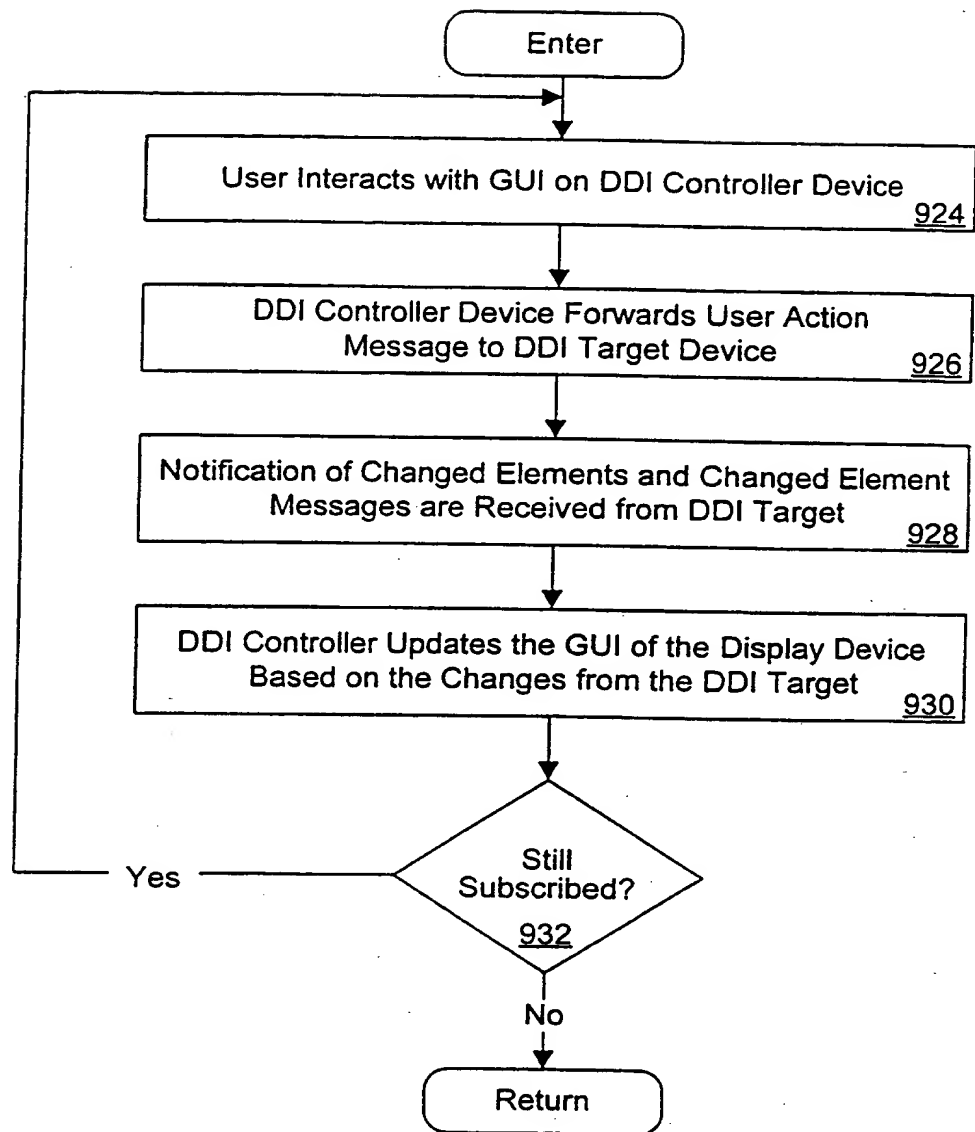 Enter
User Interacts with GUI on DDI Controller Device
924
DDI Controller Device Forwards User Action
Message to DDI Target Device
926
Notification of Changed Elements and Changed Element
Messages are Received from DDI Target
928
DDI Controller Updates the GUI of the Display Device
Based on the Changes from the DDI Target
930
Still
Subscribed?
932
Yes
No
Return